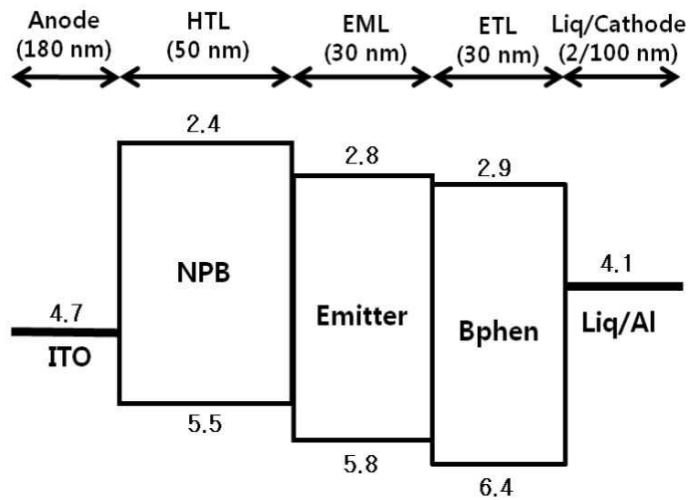 Anode HTL EML ETL Liq/Cathode
(180 nm) (50 nm) (30 nm) (30 nm) (2/100 nm)
2.4
2.8
2.9
4.1
NPB
4.7
Emitter
Bphen
Liq/Al
ITO
5.5
5.8
6.4